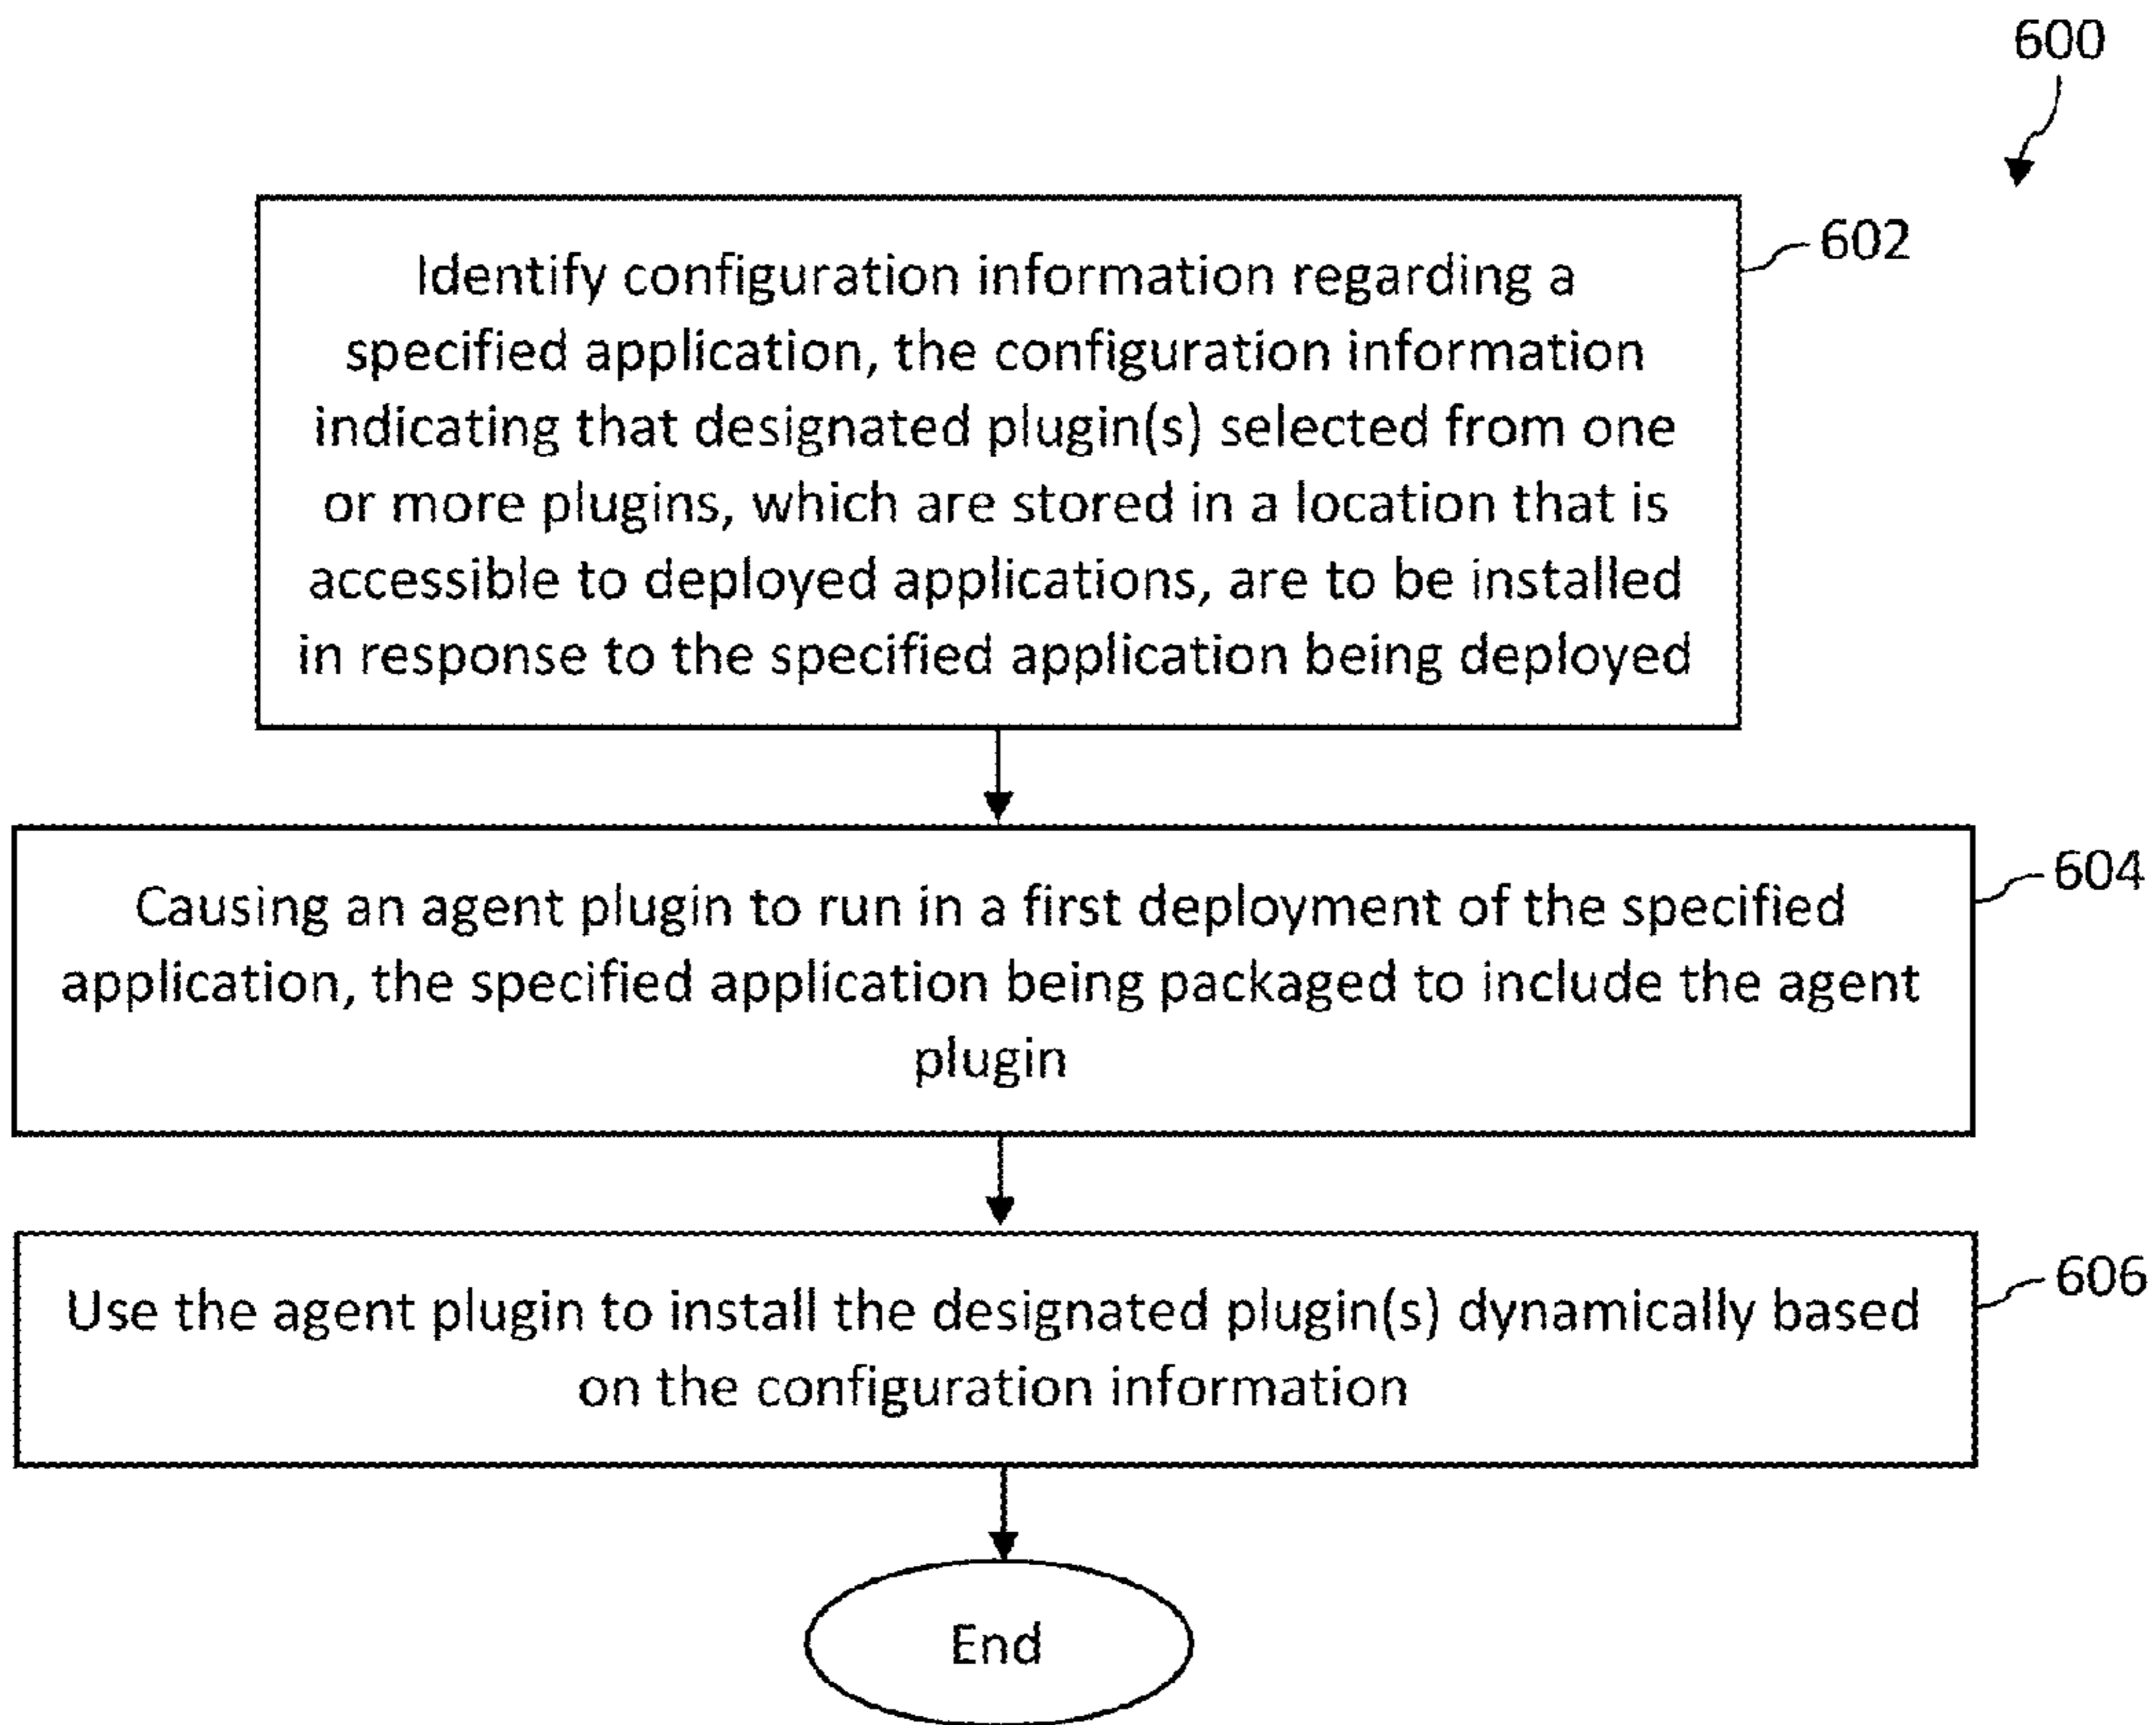 600
602
Identify configuration information regarding a
specified application, the configuration information
indicating that designated plugin(s) selected from one
or more plugins, which are stored in a location that is
accessible to deployed applications, are to be installed
in response to the specified application being deployed
604
Causing an agent plugin to run in a first deployment of the specified
application, the specified application being packaged to include the agent
plugin
606
Use the agent plugin to install the designated plugin(s) dynamically based
on the configuration information
End